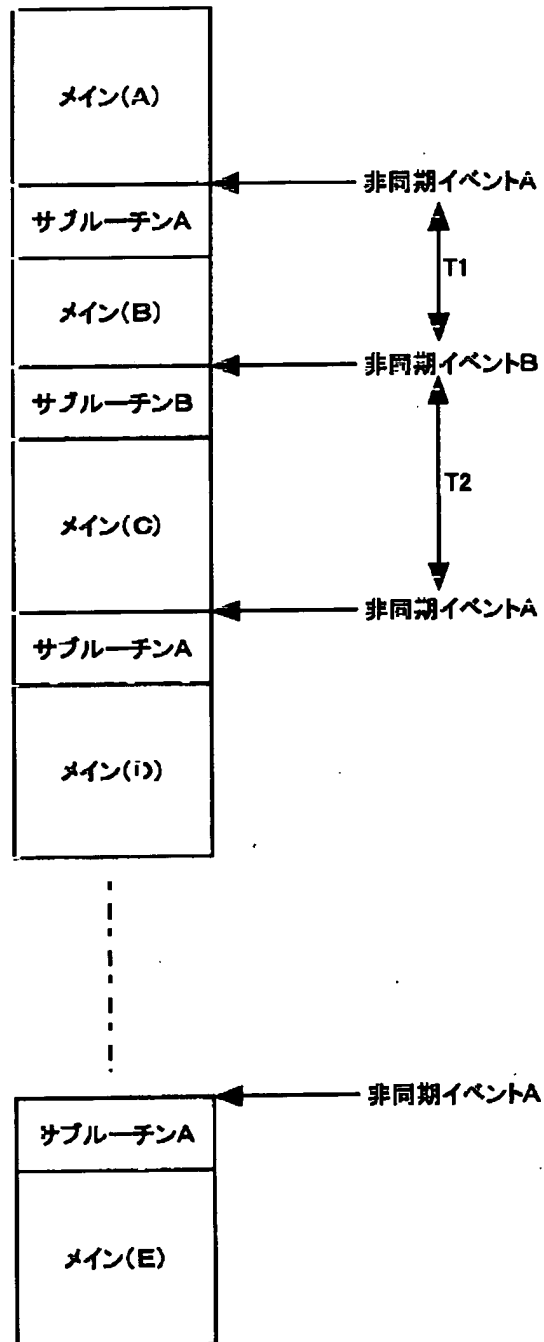 メイン(A)
非同期イベントA
サブルーチンA
T1
メイン(B)
非同期イベントB
サブルーチンB
T2
メイン(C)
非同期イベントA
サブルーチンA
メイン(D)
非同期イベントA
サブルーチンA
メイン(E)